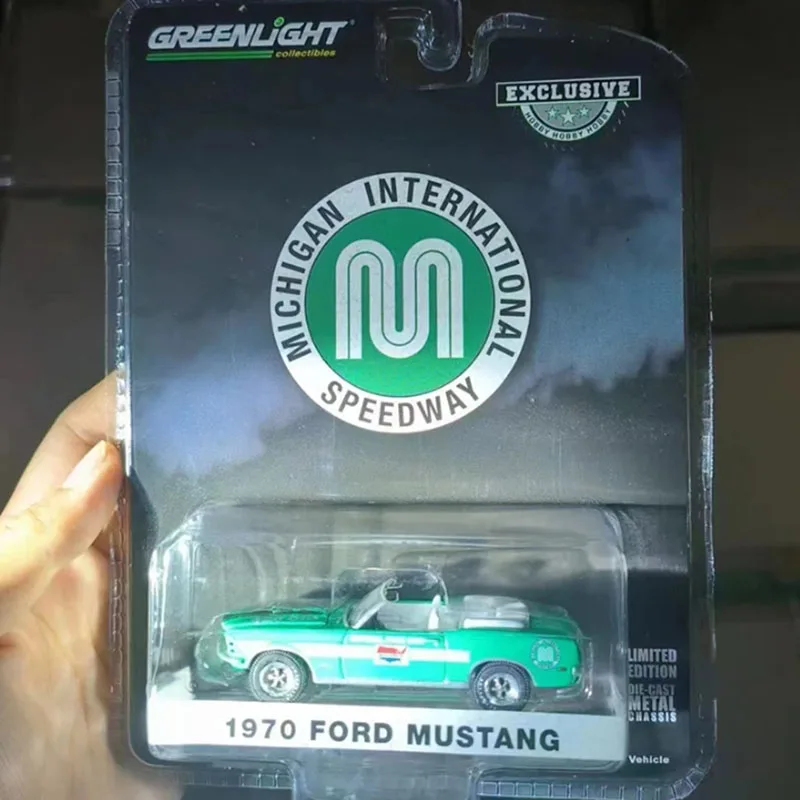 GREENLiGHT
collectibles
EXCLUSIVE
HOBBY HOBBY HOBBY
MICHIGAN INTERNATIONAL
M
SPEEDWAY
LIMITED
EDITION
DIE-CAST
METAL
CHASSIS
1970 FORD MUSTANG
Vehicle